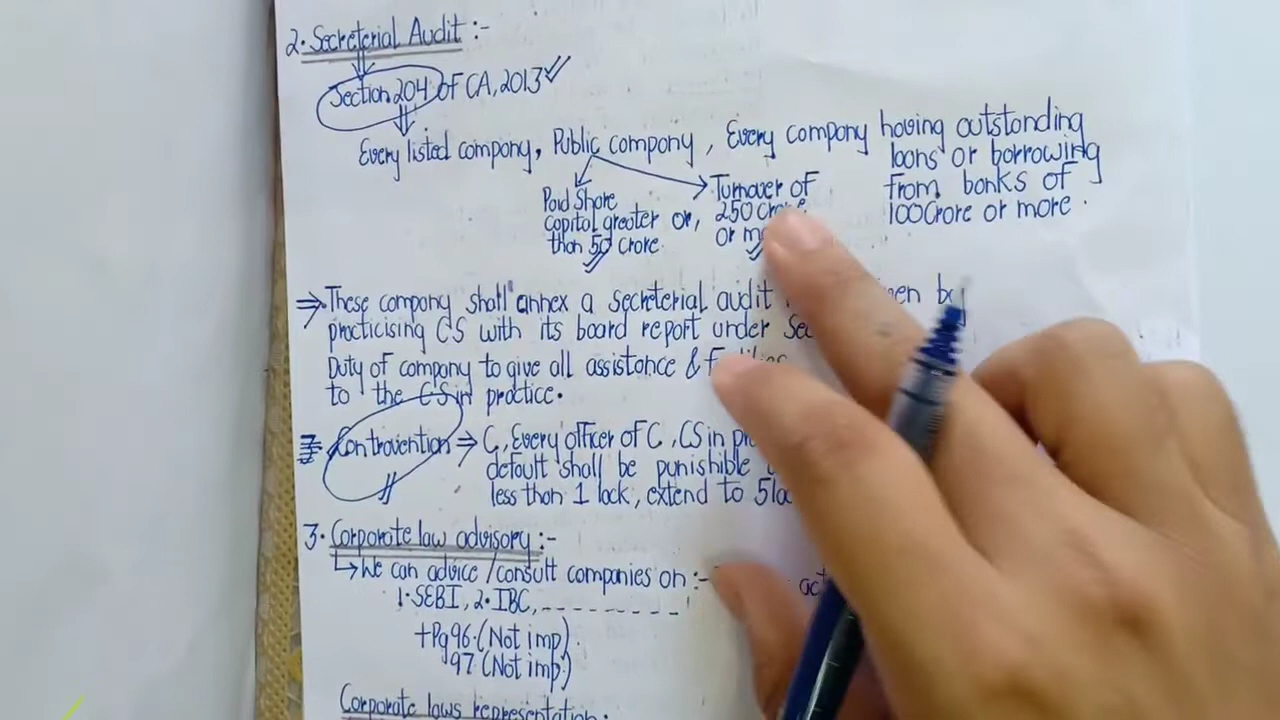 2. Secreterial Audit :-
Section 204 of CA, 2013
Every listed company, Public company, Every company having outstanding
loans or borrowing
from banks of
100Crore or more.
Paid Share
capital greater or,
than 50 crore.
Turnover of
250 Crore
or
⇒ These company shall annex a secreterial audit
practicising CS with its board report under
Duty of company to give all assistance &
to the CS in practice.
Contravention ⇒ C, Every officer of C, CS in
default shall be punishible
less than 1 lack, extend to 5
3. Corporate law advisory :-
↳ We can advice / consult companies on :-
1. SEBI, 2. IBC, - - - - - - - -
+Pg96. (Not imp).
97. (Not imp)
Corporate laws representation.